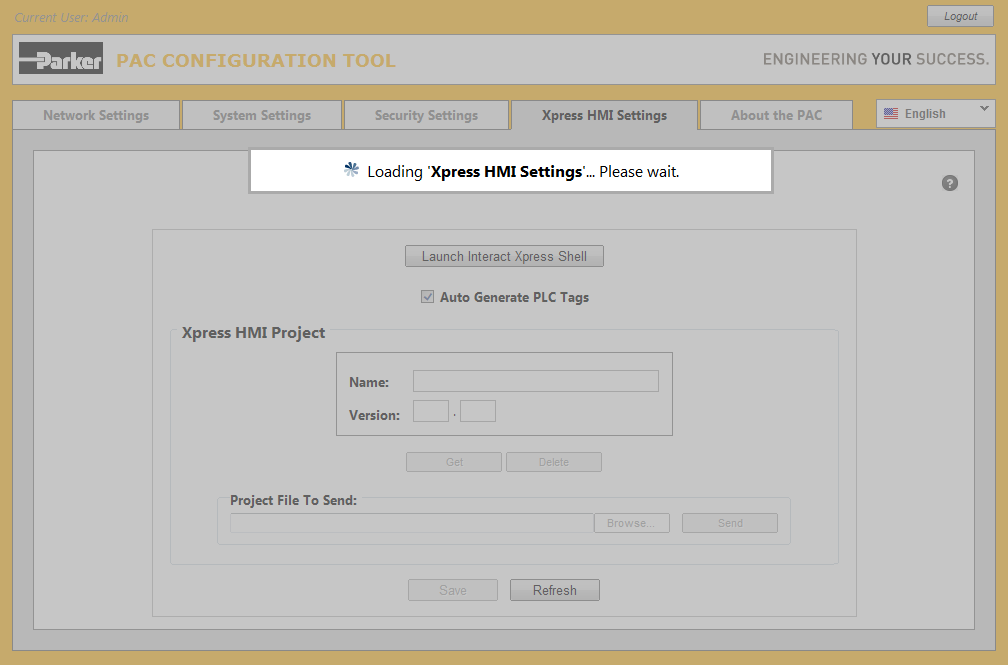 Current User: Admin
Logout
Parker PAC CONFIGURATION TOOL
ENGINEERING YOUR SUCCESS.
Network Settings
System Settings
Security Settings
Xpress HMI Settings
About the PAC
English
Loading 'Xpress HMI Settings'... Please wait.
?
Launch Interact Xpress Shell
Auto Generate PLC Tags
Xpress HMI Project
Name:
Version: .
Get
Delete
Project File To Send:
Browse...
Send
Save
Refresh